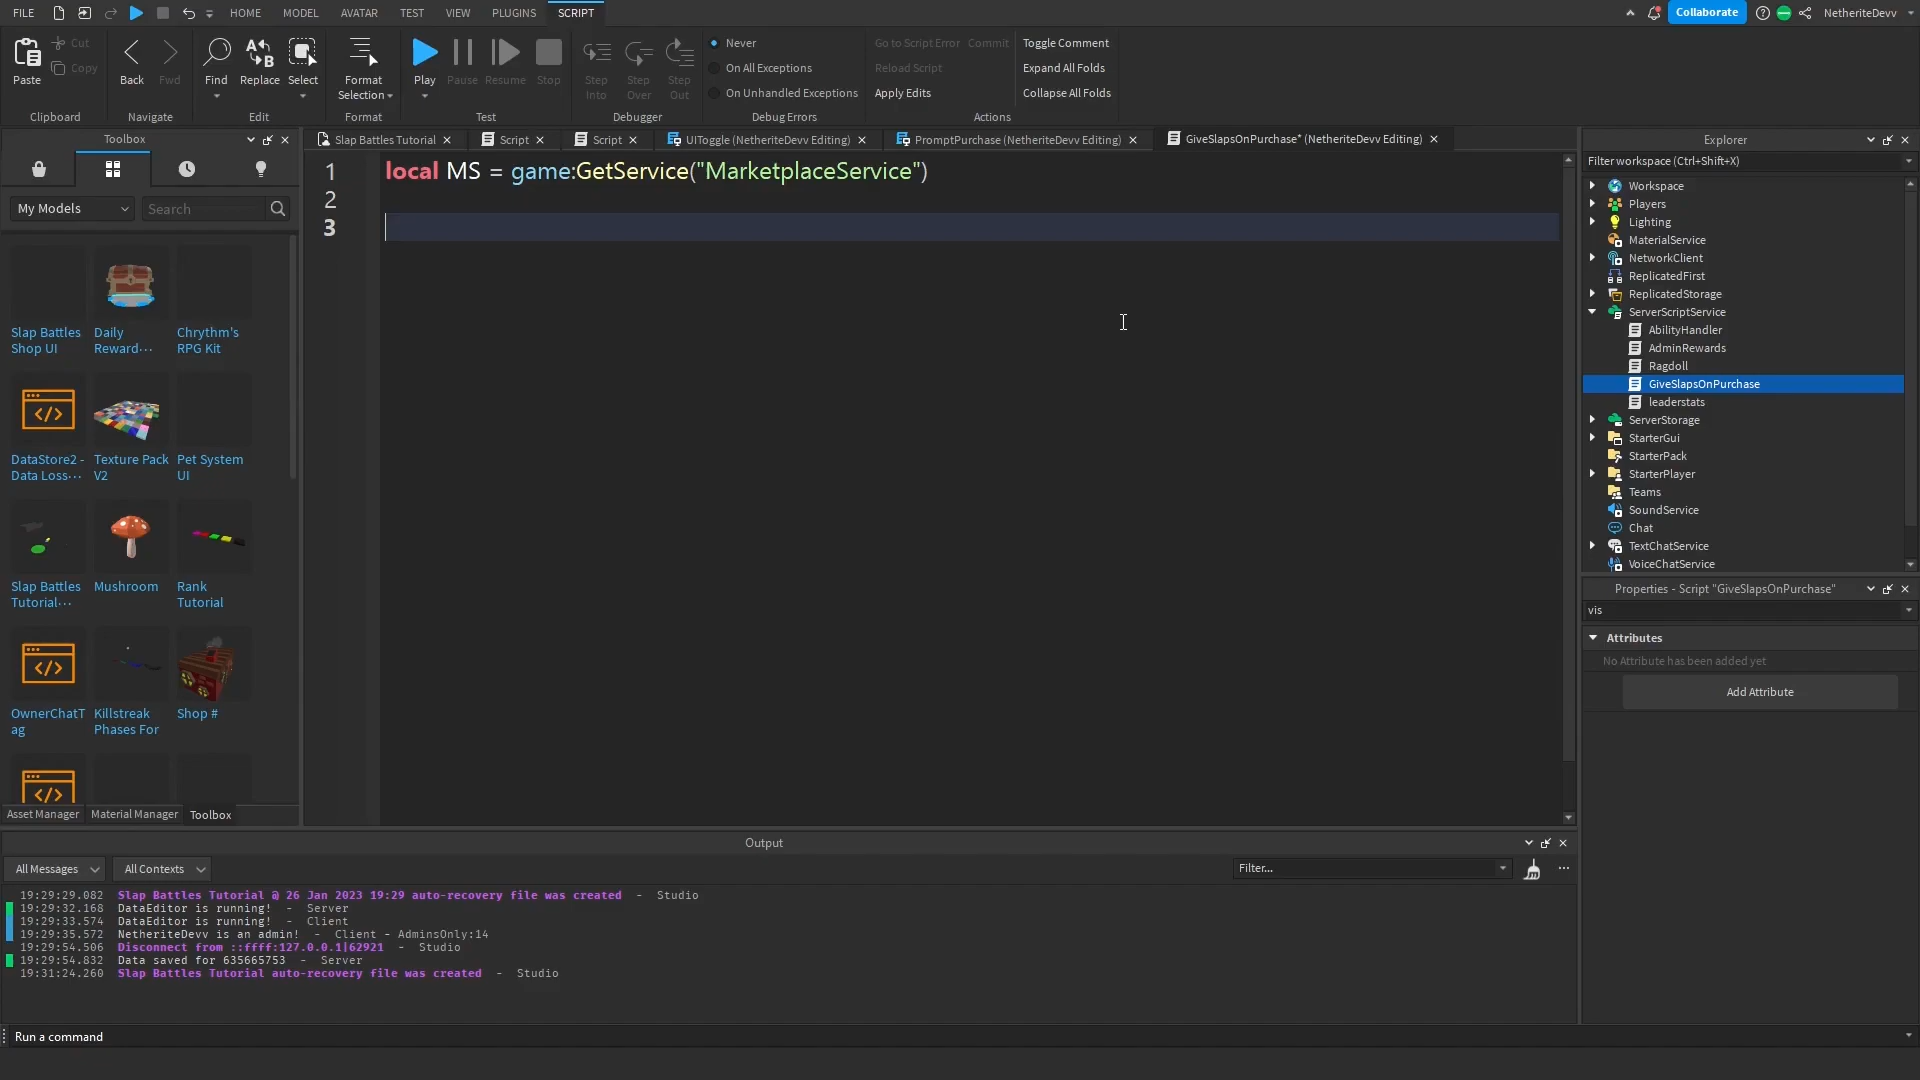 FILE HOME MODEL AVATAR TEST VIEW PLUGINS SCRIPT Collaborate NetheriteDevv
Paste Cut Copy
Back Fwd
Find Replace Select
Format Selection
Play Pause Resume Stop
Step Into Step Over Step Out
Never
On All Exceptions
On Unhandled Exceptions
Go to Script Error Commit
Reload Script
Apply Edits
Toggle Comment
Expand All Folds
Collapse All Folds
Clipboard Navigate Edit Format Test Debugger Debug Errors Actions
Toolbox
Slap Battles Tutorial Script Script UIToggle (NetheriteDevv Editing) PromptPurchase (NetheriteDevv Editing) GiveSlapsOnPurchase* (NetheriteDevv Editing)
My Models Search
Slap Battles Shop UI
Daily Reward···
Chrythm's RPG Kit
DataStore2 - Data Loss···
Texture Pack V2
Pet System UI
Slap Battles Tutorial···
Mushroom
Rank Tutorial
OwnerChatTag
Killstreak Phases For
Shop #
Asset Manager Material Manager Toolbox
1 local MS = game:GetService("MarketplaceService")
2
3
Explorer
Filter workspace (Ctrl+Shift+X)
Workspace
Players
Lighting
MaterialService
NetworkClient
ReplicatedFirst
ReplicatedStorage
ServerScriptService
AbilityHandler
AdminRewards
Ragdoll
GiveSlapsOnPurchase
leaderstats
ServerStorage
StarterGui
StarterPack
StarterPlayer
Teams
SoundService
Chat
TextChatService
VoiceChatService
Properties - Script "GiveSlapsOnPurchase"
vis
Attributes
No Attribute has been added yet
Add Attribute
Output
All Messages All Contexts Filter...
19:29:29.082 Slap Battles Tutorial @ 26 Jan 2023 19:29 auto-recovery file was created - Studio
19:29:32.168 DataEditor is running! - Server
19:29:33.574 DataEditor is running! - Client
19:29:35.572 NetheriteDevv is an admin! - Client - AdminsOnly:14
19:29:54.506 Disconnect from ::ffff:127.0.0.1|62921 - Studio
19:29:54.832 Data saved for 635665753 - Server
19:31:24.260 Slap Battles Tutorial auto-recovery file was created - Studio
Run a command